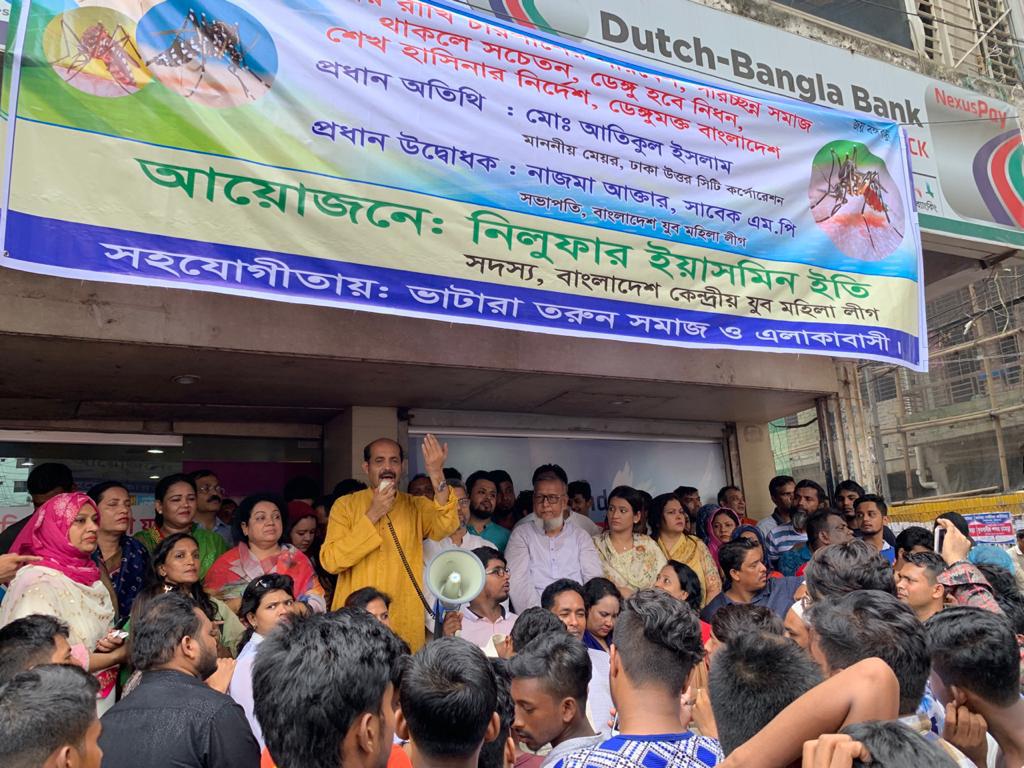 Dutch-Bangla Bank
NexusPay
থাকলে সচেতন, ডেঙ্গু হবে নিধন,
শেখ হাসিনার নির্দেশ, ডেঙ্গুমুক্ত বাংলাদেশ
প্রধান অতিথি : মোঃ আতিকুল ইসলাম
মাননীয় মেয়র, ঢাকা উত্তর সিটি কর্পোরেশন
প্রধান উদ্বোধক : নাজমা আক্তার, সাবেক এম.পি
সভাপতি, বাংলাদেশ যুব মহিলা লীগ
আয়োজনে: নিলুফার ইয়াসমিন ইতি
সদস্য, বাংলাদেশ কেন্দ্রীয় যুব মহিলা লীগ
সহযোগীতায়: ভাটারা তরুন সমাজ ও এলাকাবাসী।